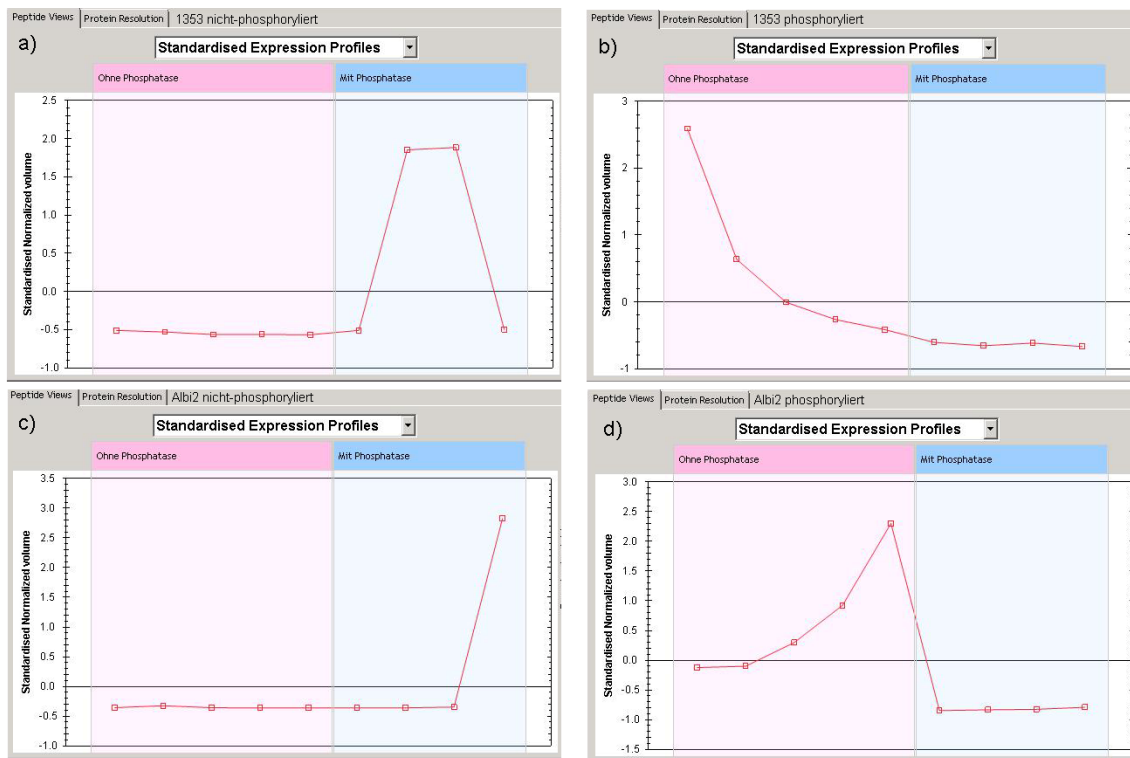 Peptide Views Protein Resolution 1353 nicht-phosphoryliert
a) Standardised Expression Profiles
Ohne Phosphatase Mit Phosphatase
Standardised Normalized volume
2.5
2.0
1.5
1.0
0.5
0.0
-0.5
-1.0
Peptide Views Protein Resolution 1353 phosphoryliert
b) Standardised Expression Profiles
Ohne Phosphatase Mit Phosphatase
Standardised Normalized volume
3
2
1
0
-1
Peptide Views Protein Resolution Albi2 nicht-phosphoryliert
c) Standardised Expression Profiles
Ohne Phosphatase Mit Phosphatase
Standardised Normalized volume
3.5
3.0
2.5
2.0
1.5
1.0
0.5
0.0
-0.5
-1.0
Peptide Views Protein Resolution Albi2 phosphoryliert
d) Standardised Expression Profiles
Ohne Phosphatase Mit Phosphatase
Standardised Normalized volume
3.0
2.5
2.0
1.5
1.0
0.5
0.0
-0.5
-1.0
-1.5